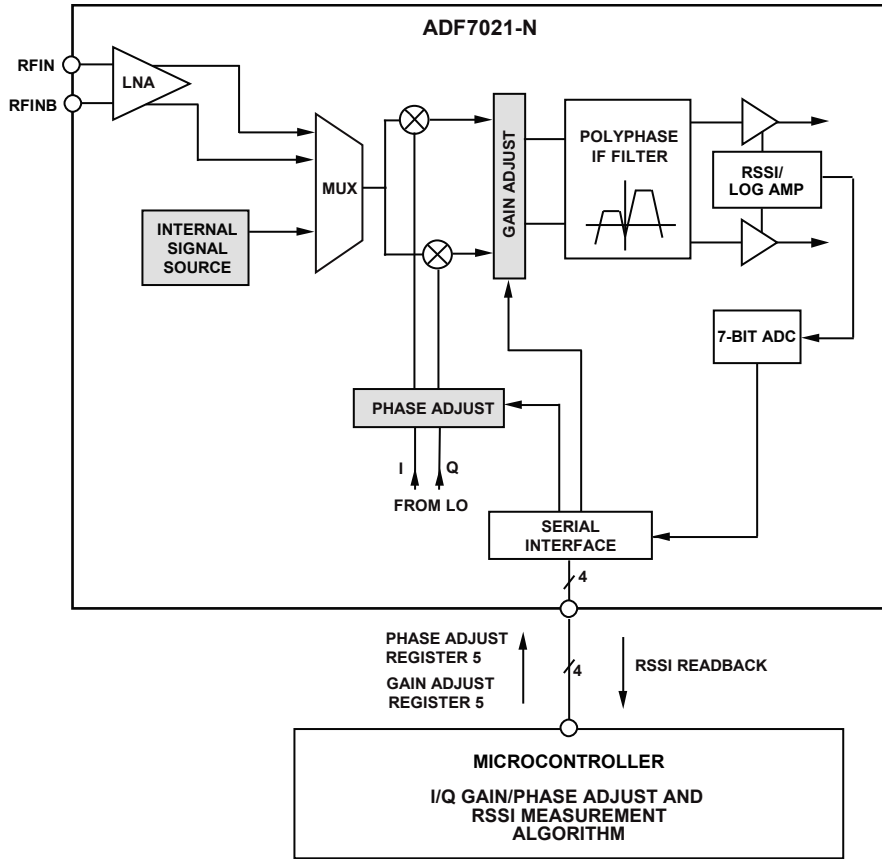 ADF7021-N
RFIN
RFINB
LNA
MUX
INTERNAL
SIGNAL
SOURCE
GAIN ADJUST
POLYPHASE
IF FILTER
RSSI/
LOG AMP
7-BIT ADC
PHASE ADJUST
I
Q
FROM LO
SERIAL
INTERFACE
4
PHASE ADJUST
REGISTER 5
GAIN ADJUST
REGISTER 5
4
RSSI READBACK
MICROCONTROLLER
I/Q GAIN/PHASE ADJUST AND
RSSI MEASUREMENT
ALGORITHM